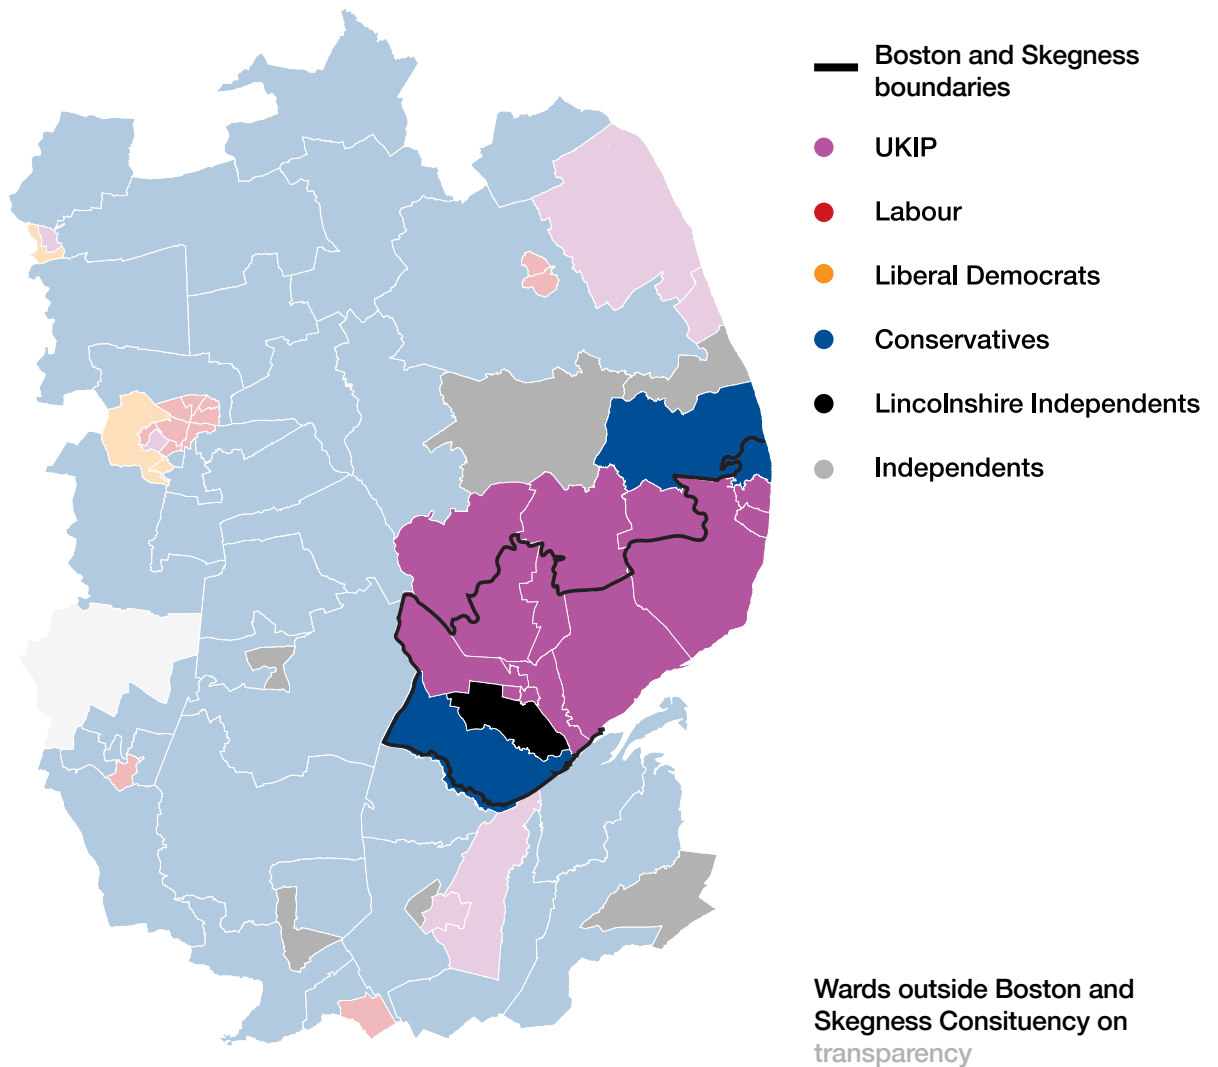 Boston and Skegness
boundaries
UKIP
Labour
Liberal Democrats
Conservatives
Lincolnshire Independents
Independents
Wards outside Boston and
Skegness Consituency on
transparency